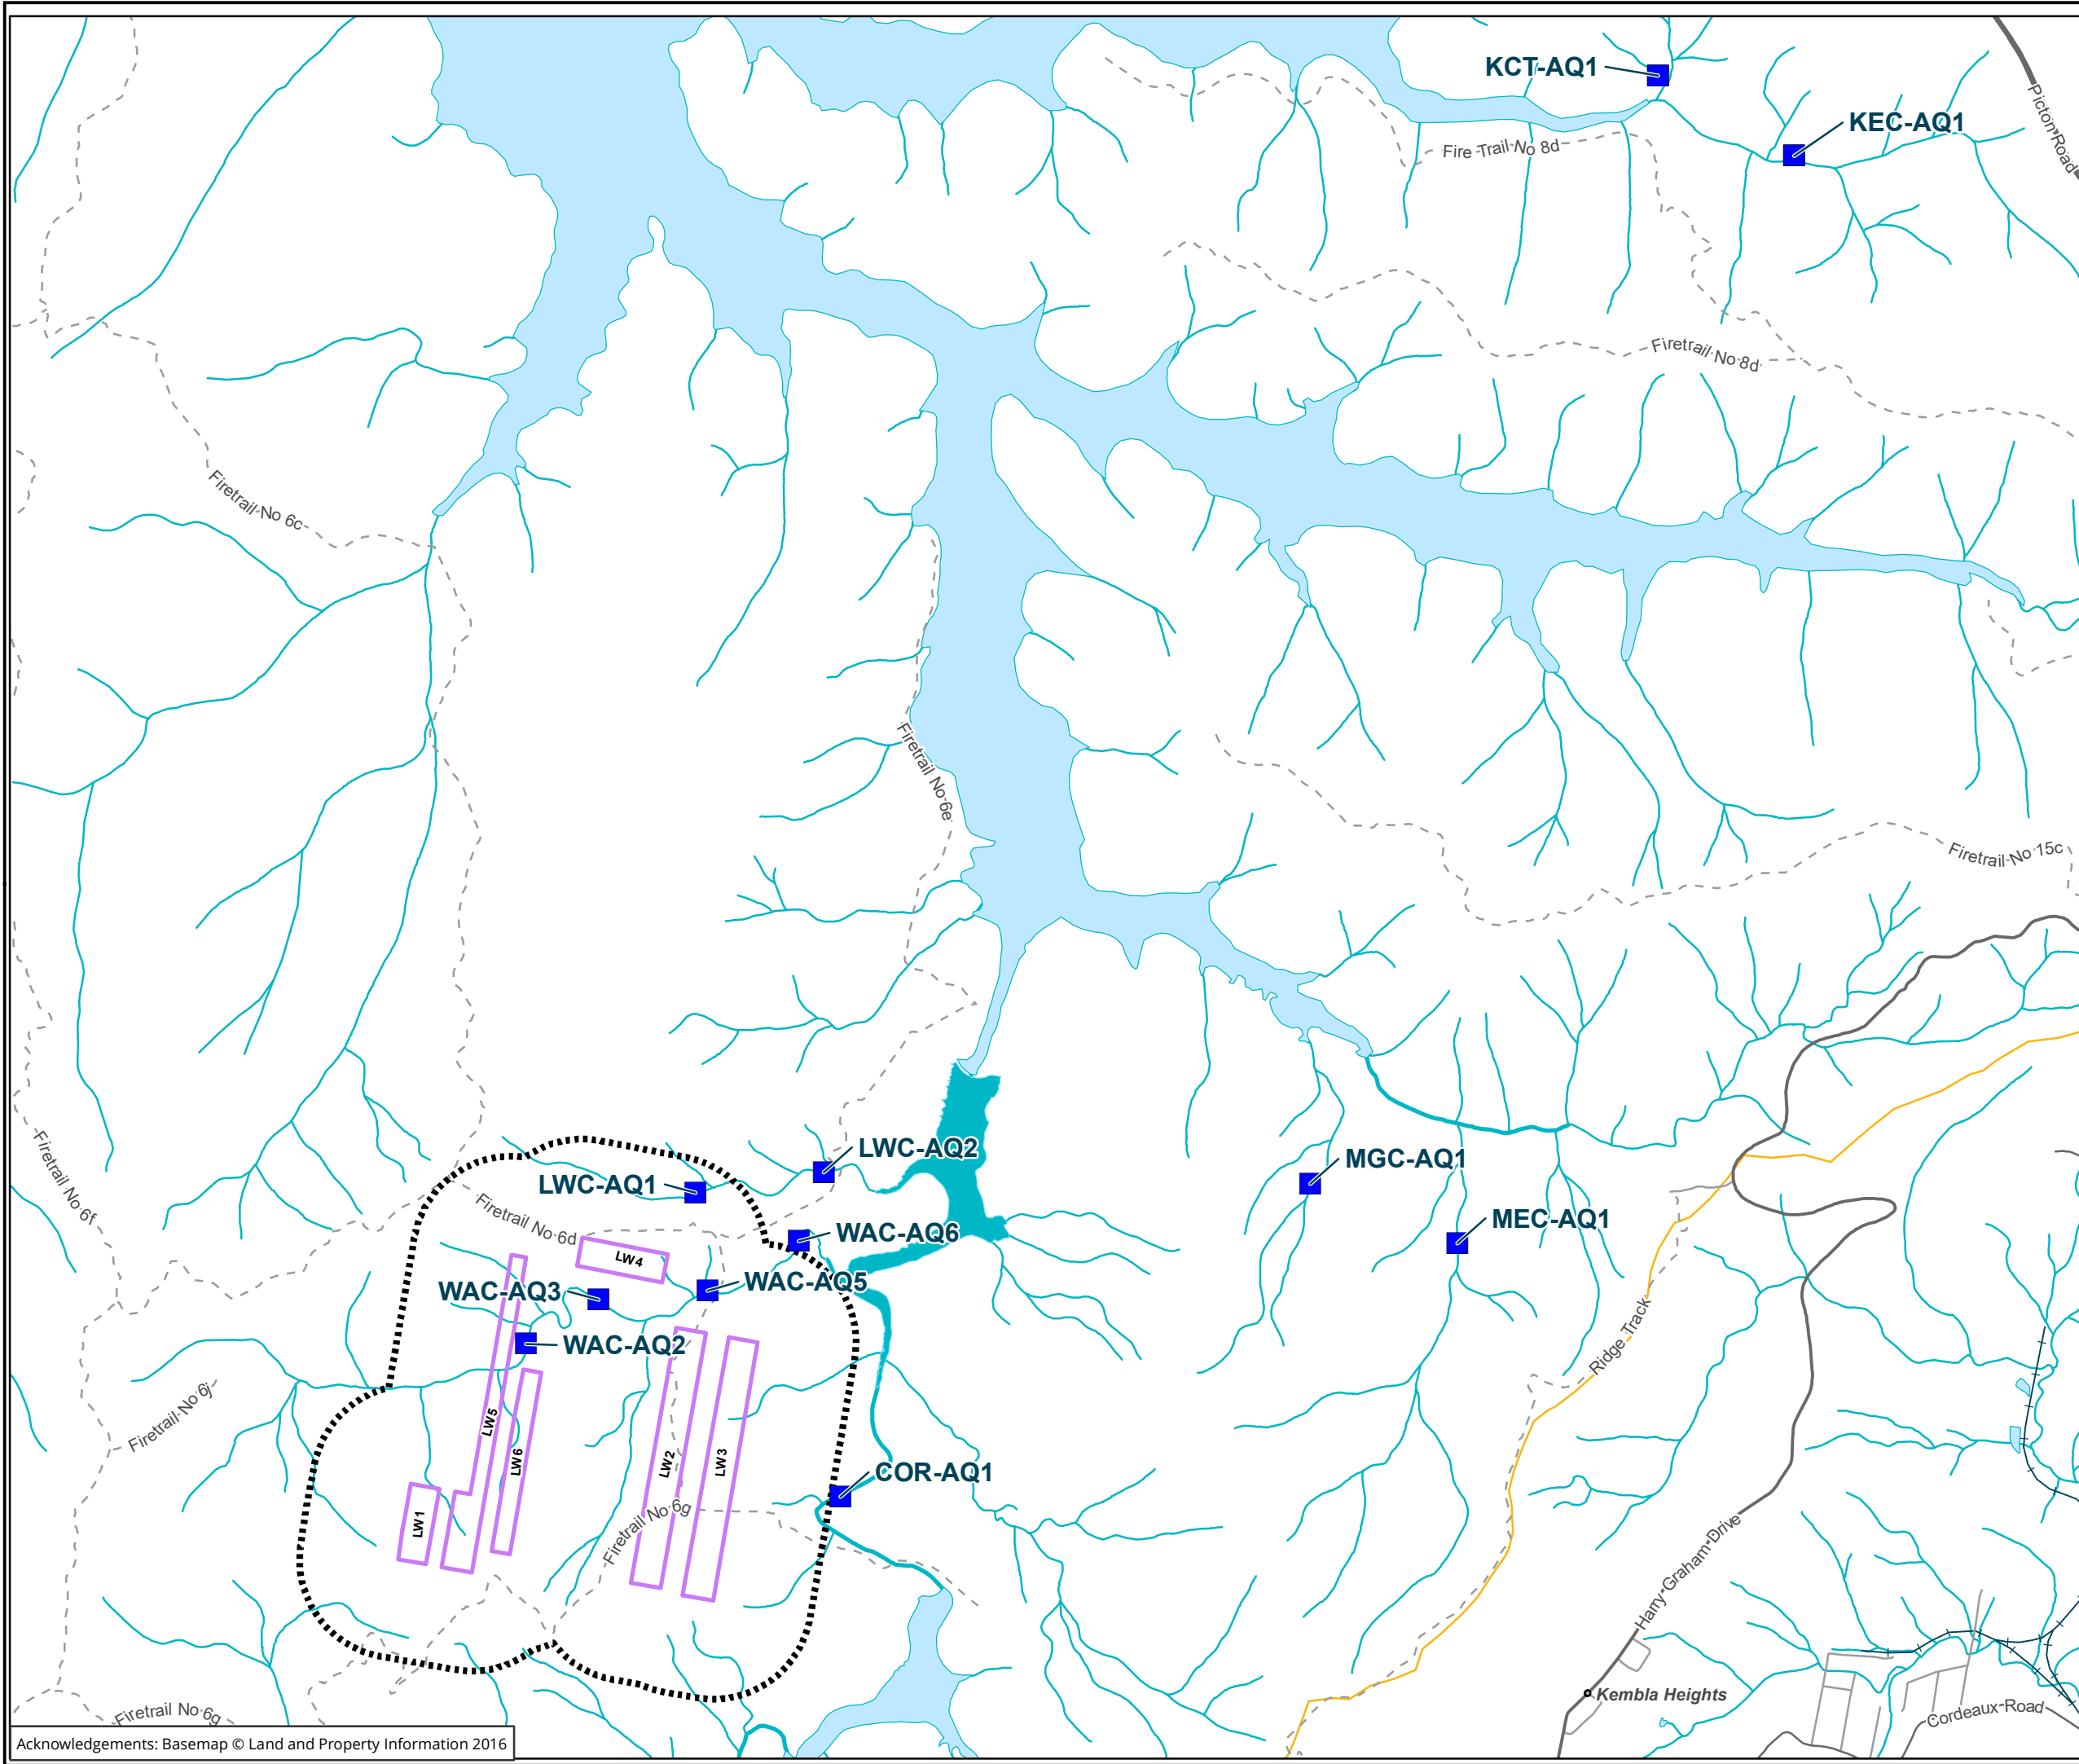 KCT-AQ1
Picton Road
KEC-AQ1
Fire Trail No 8d
Firetrail No 8d
Firetrail No 6c
Firetrail No 6e
Firetrail No 15c
Firetrail No 6f
LWC-AQ2
LWC-AQ1
MGC-AQ1
Firetrail No 6d
WAC-AQ6
MEC-AQ1
LW4
WAC-AQ3
WAC-AQ5
WAC-AQ2
Ridge Track
Firetrail No 6j
LW5
LW6
LW2
LW3
COR-AQ1
LW1
Firetrail No 6g
Harry Graham Drive
Kembla Heights
Firetrail No 6g
Cordeaux Road
Acknowledgements: Basemap © Land and Property Information 2016